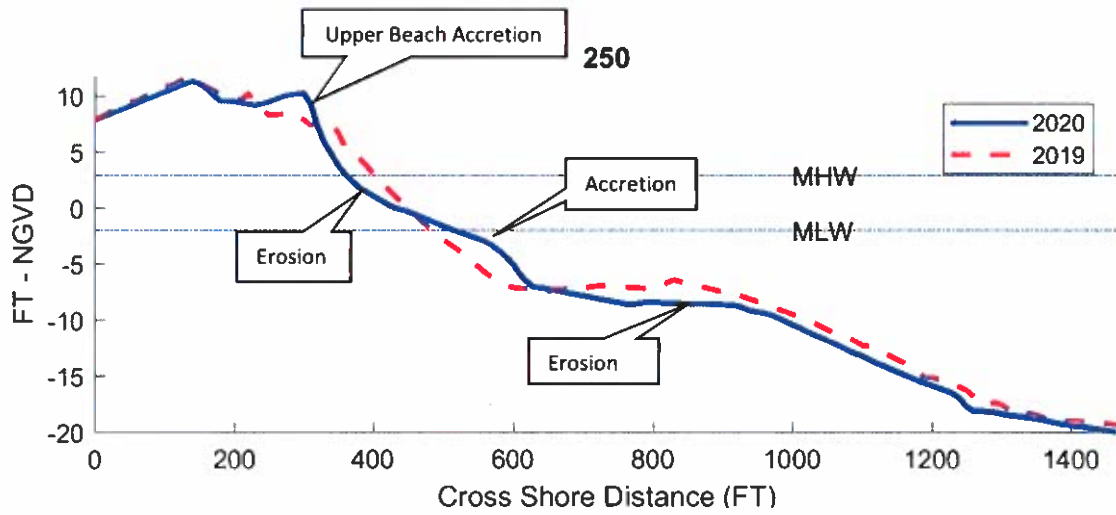 Upper Beach Accretion
250
10
5
0
-5
-10
-15
-20
FT - NGVD
2020
2019
MHW
Accretion
MLW
Erosion
Erosion
0
200
400
600
800
1000
1200
1400
Cross Shore Distance (FT)